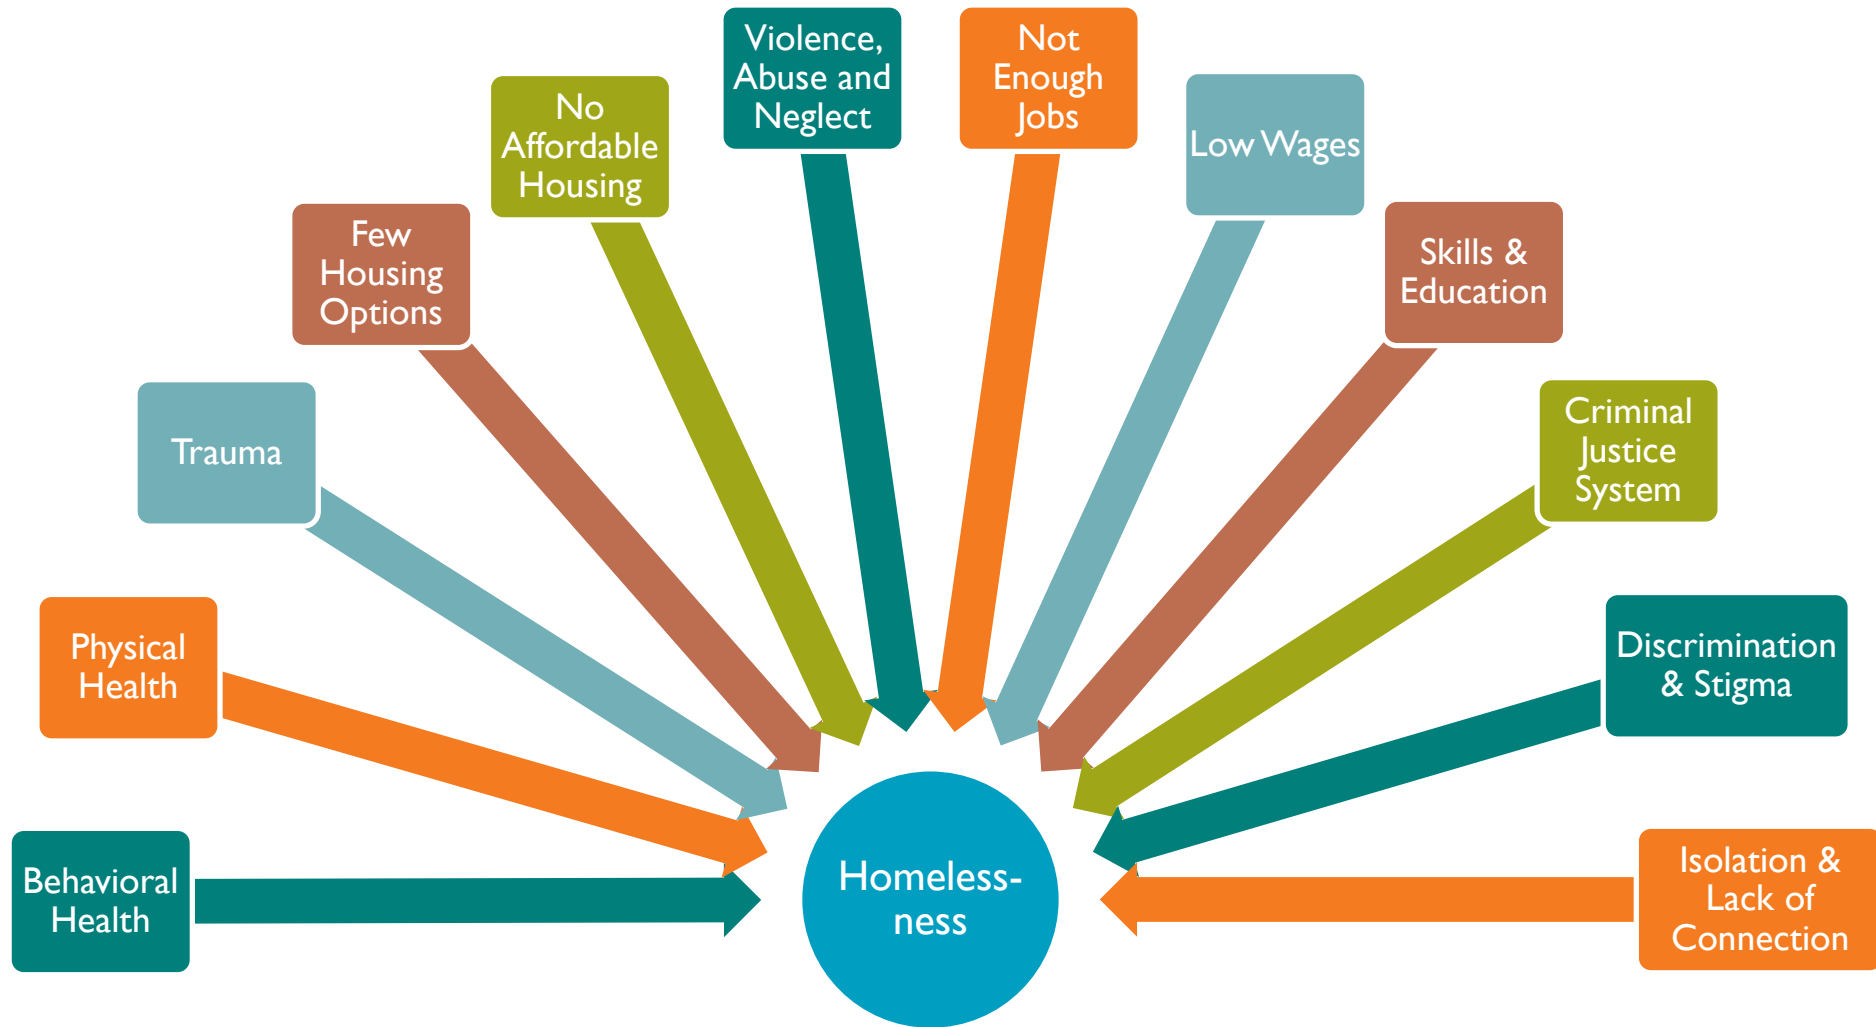 Violence,
Abuse and
Neglect
Not
Enough
Jobs
No
Affordable
Housing
Low Wages
Few
Housing
Options
Skills &
Education
Trauma
Criminal
Justice
System
Physical
Health
Discrimination
& Stigma
Behavioral
Health
Homeless-
ness
Isolation &
Lack of
Connection